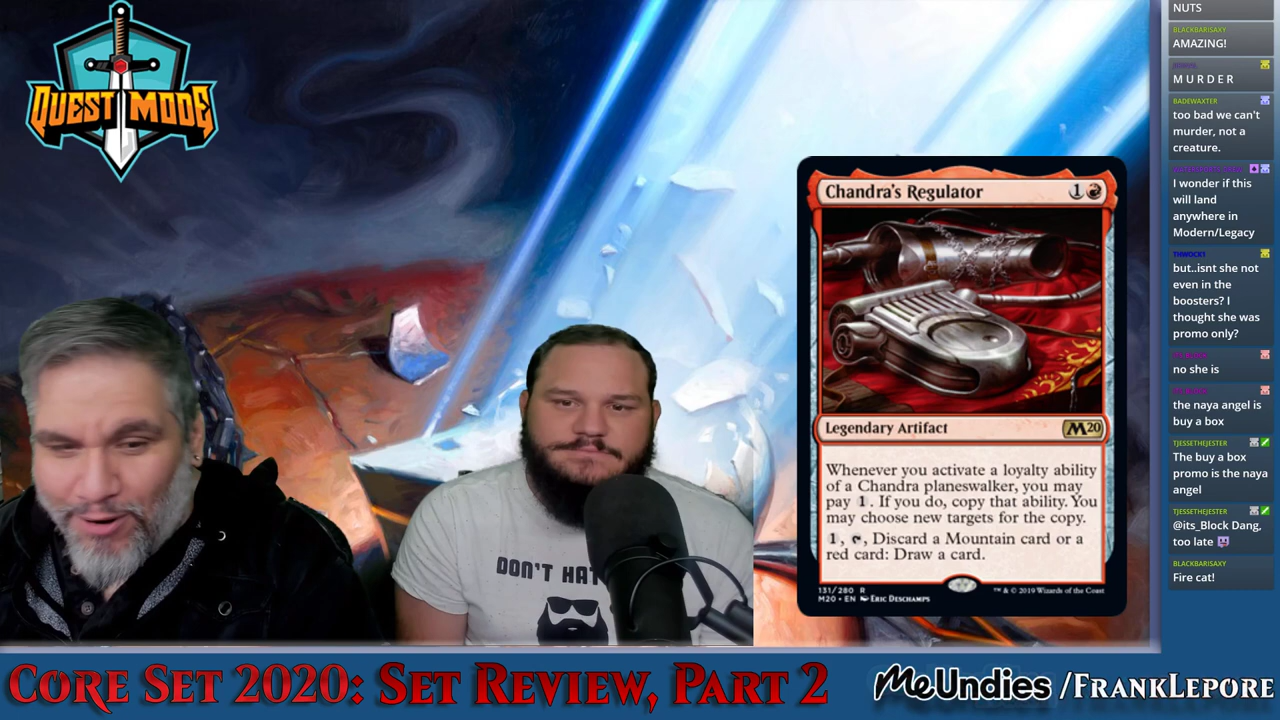 QUEST MODE
Chandra's Regulator 1
Legendary Artifact M20
Whenever you activate a loyalty ability
of a Chandra planeswalker, you may
pay 1. If you do, copy that ability. You
may choose new targets for the copy.
1, , Discard a Mountain card or a
red card: Draw a card.
131/280 R
M20 • EN ERIC DESCHAMPS
™ & © 2019 Wizards of the Coast
DON'T HAT
NUTS
BLACKBARISAXY
AMAZING!
M U R D E R
BADEWAXTER
too bad we can't
murder, not a
creature.
I wonder if this
will land
anywhere in
Modern/Legacy
but..isnt she not
even in the
boosters? I
thought she was
promo only?
no she is
the naya angel is
buy a box
TJESSETHEJESTER
The buy a box
promo is the naya
angel
TJESSETHEJESTER
@its_Block Dang,
too late
BLACKBARISAXY
Fire cat!
CORE SET 2020: SET REVIEW, PART 2
MeUndies /FRANKLEPORE